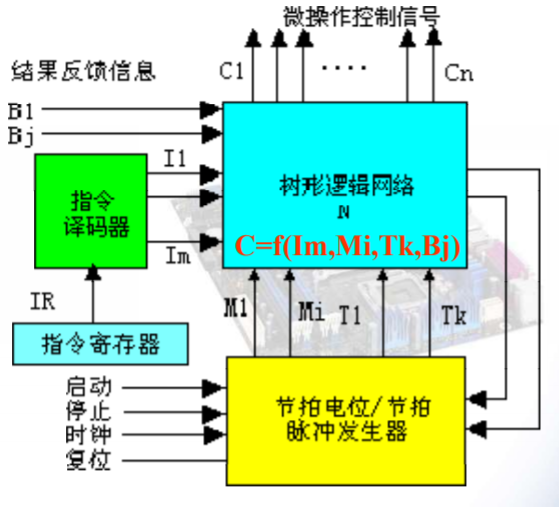 微操作控制信号
结果反馈信息
C1
....
Cn
B1
Bj
I1
指令
译码器
Im
树形逻辑网络
N
C=f(Im,Mi,Tk,Bj)
IR
M1
Mi
T1
Tk
指令寄存器
启动
停止
时钟
复位
节拍电位/节拍
脉冲发生器